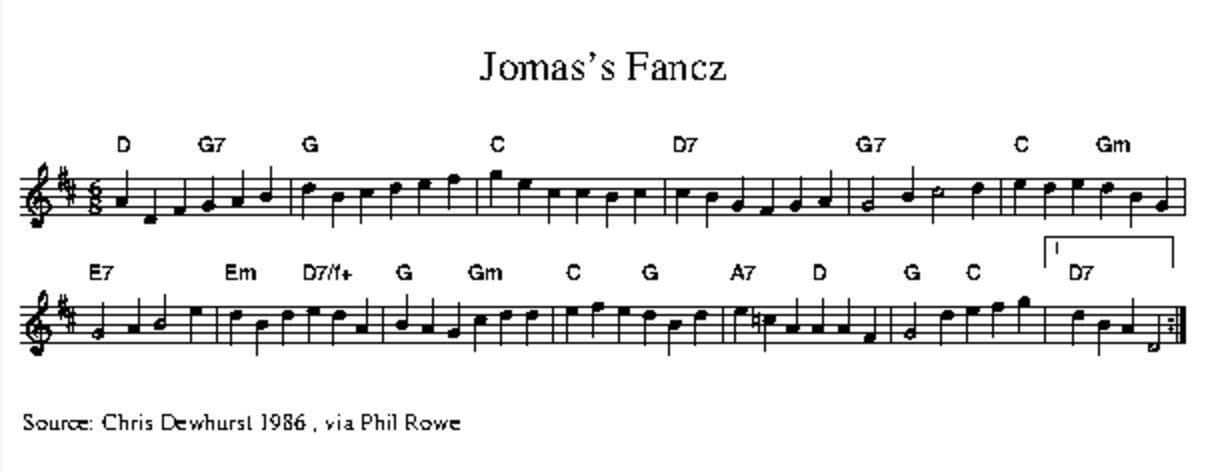 Jomas's Fancz
D G7 G C D7 G7 C Gm
6
8
1
E7 Em D7/f+ G Gm C G A7 D G C D7
Source: Chris Dewhurst 1986 , via Phil Rowe